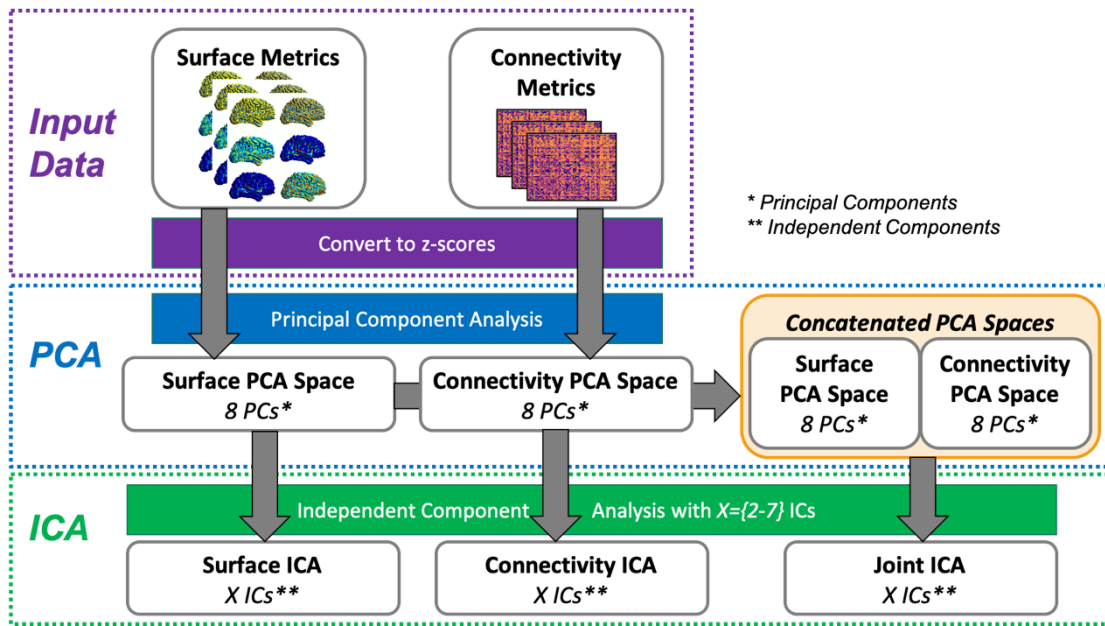 Input
Data
Surface Metrics
Connectivity
Metrics
* Principal Components
** Independent Components
Convert to z-scores
PCA
Principal Component Analysis
Surface PCA Space
8 PCs*
Connectivity PCA Space
8 PCs*
Concatenated PCA Spaces
Surface
PCA Space
8 PCs*
Connectivity
PCA Space
8 PCs*
ICA
Independent Component Analysis with X={2-7} ICs
Surface ICA
X ICs**
Connectivity ICA
X ICs**
Joint ICA
X ICs**